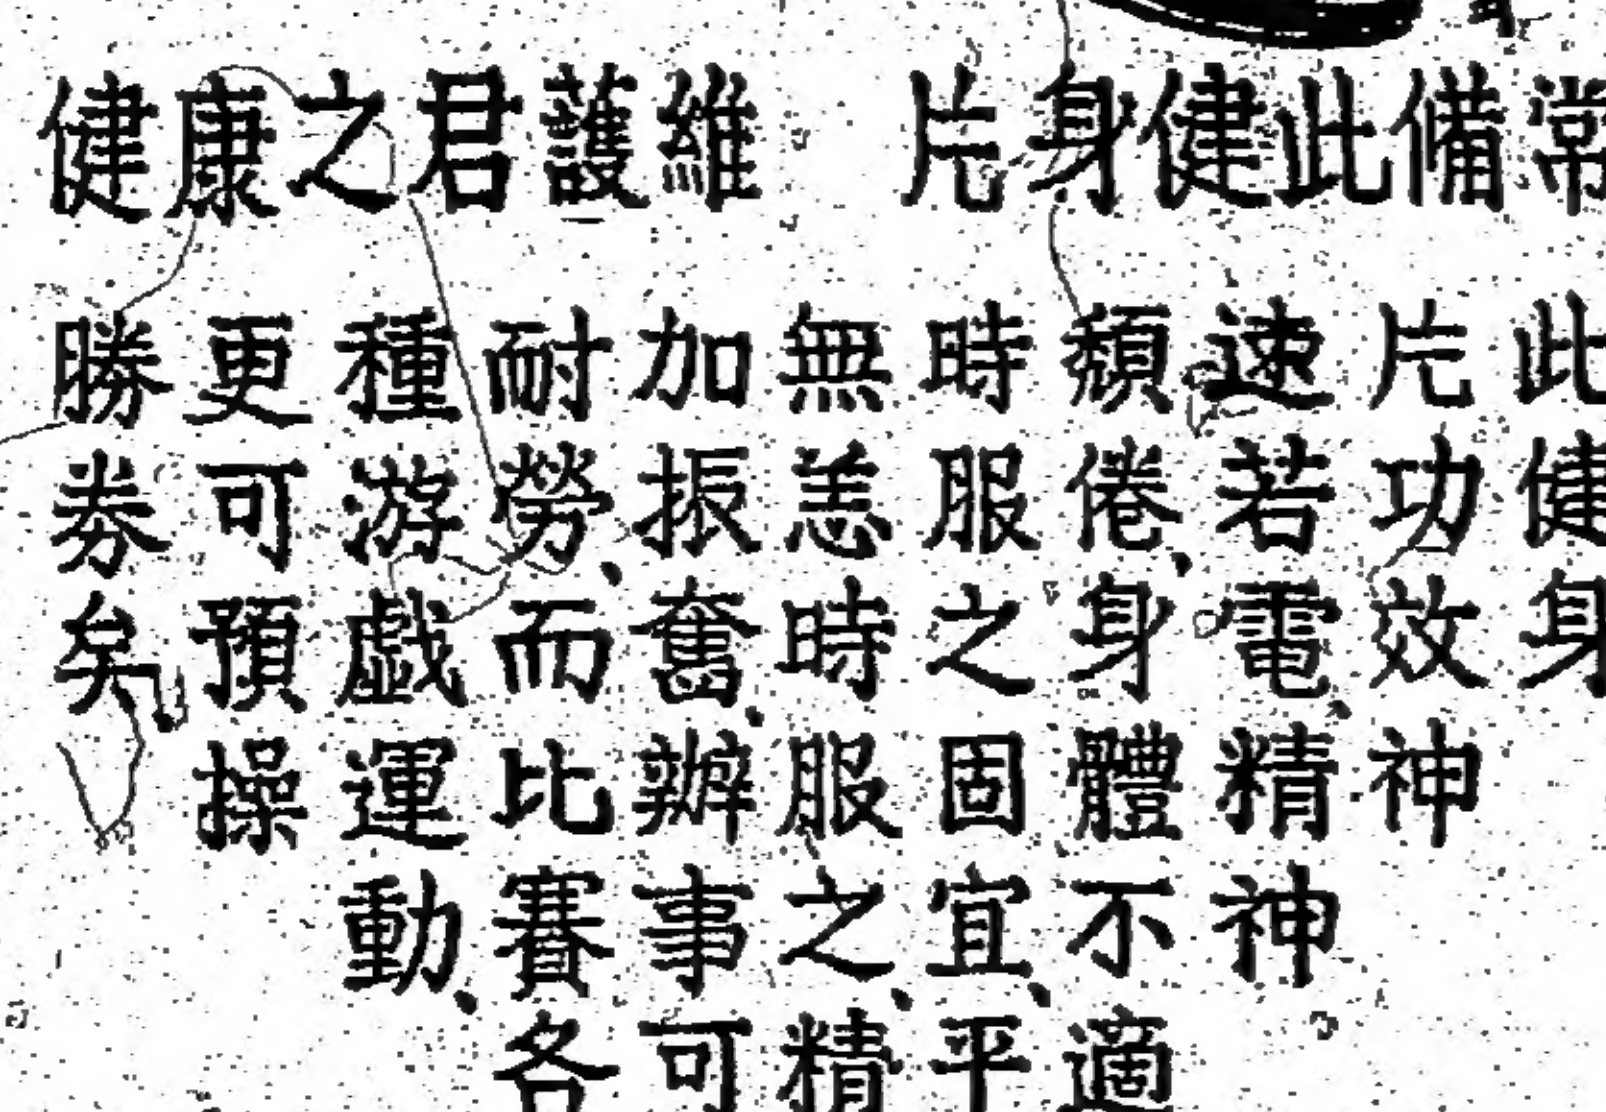 常備此健身片　維護君之健康
此健身
片功效神
速若電、精神
頹倦、身體不適
時服之固宜、平
無恙時服之、精
加振奮、辦事可
耐勞、而比賽各
種游戯運動、
更可預操
勝劵矣